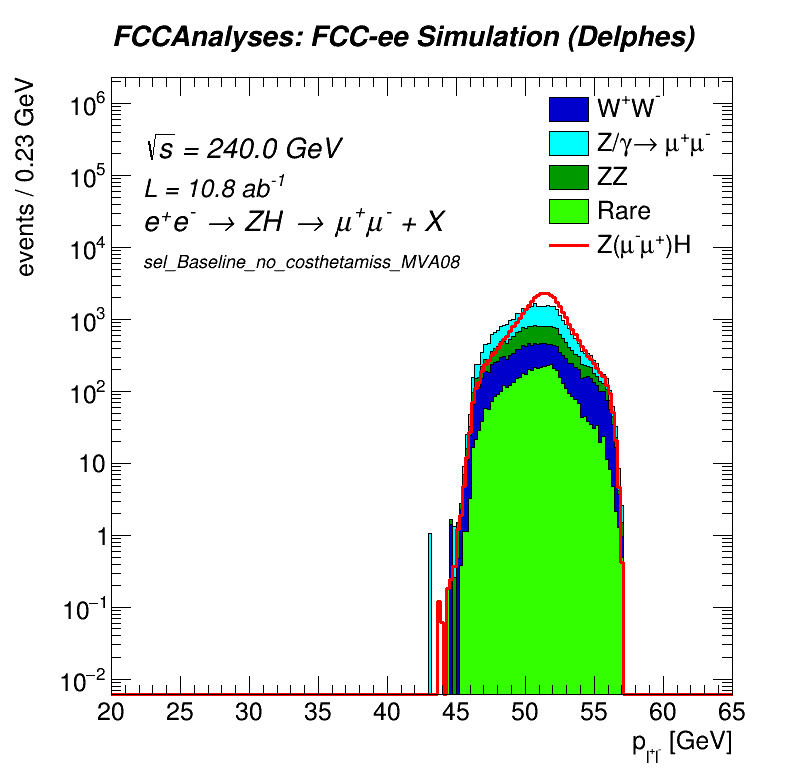 FCCAnalyses: FCC-ee Simulation (Delphes)
events / 0.23 GeV
√s = 240.0 GeV
L = 10.8 ab⁻¹
e⁺e⁻ → ZH → μ⁺μ⁻ + X
sel_Baseline_no_costhetamiss_MVA08
W⁺W⁻
Z/γ→ μ⁺μ⁻
ZZ
Rare
Z(μ⁻μ⁺)H
10⁶
10⁵
10⁴
10³
10²
10
1
10⁻¹
10⁻²
20 25 30 35 40 45 50 55 60 65
p_l⁺l⁻ [GeV]